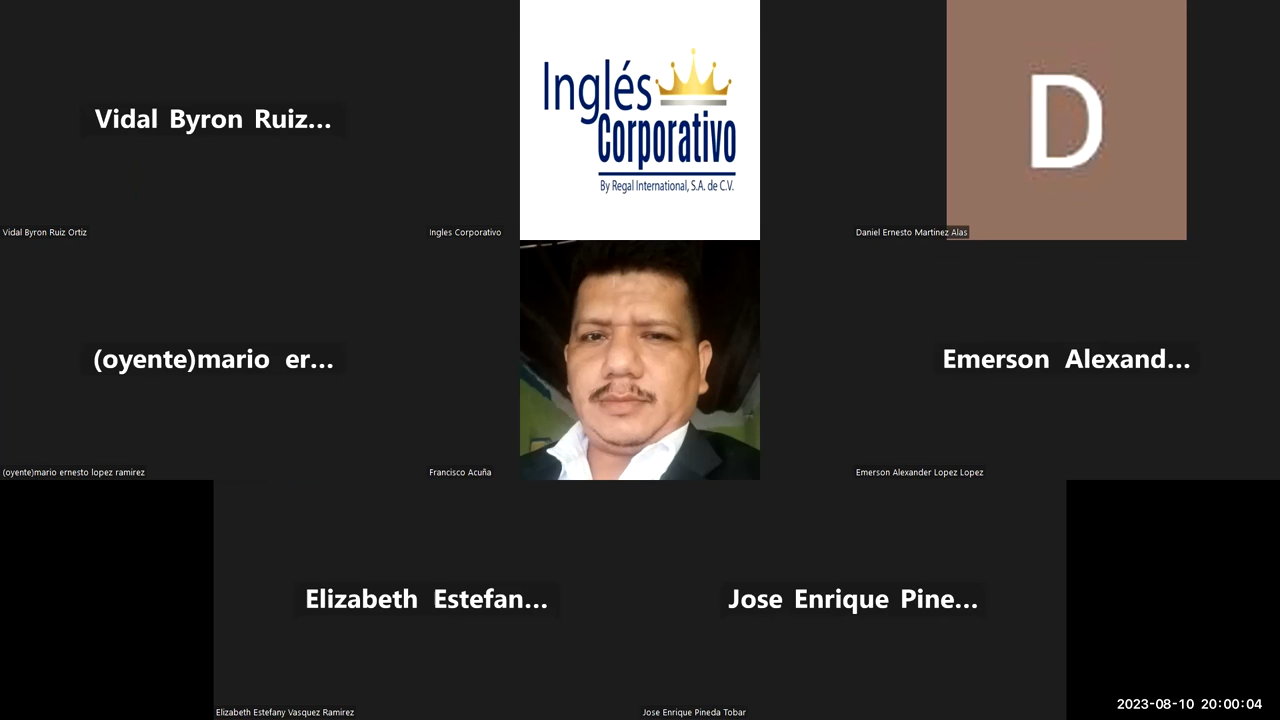 Vidal Byron Ruiz...
Vidal Byron Ruiz Ortiz
Inglés
Corporativo
By Regal International, S.A. de C.V.
Ingles Corporativo
D
Daniel Ernesto Martinez Alas
(oyente)mario er...
(oyente)mario ernesto lopez ramirez
Francisco Acuña
Emerson Alexand...
Emerson Alexander Lopez Lopez
Elizabeth Estefan...
Elizabeth Estefany Vasquez Ramirez
Jose Enrique Pine...
Jose Enrique Pineda Tobar
2023-08-10 20:00:04